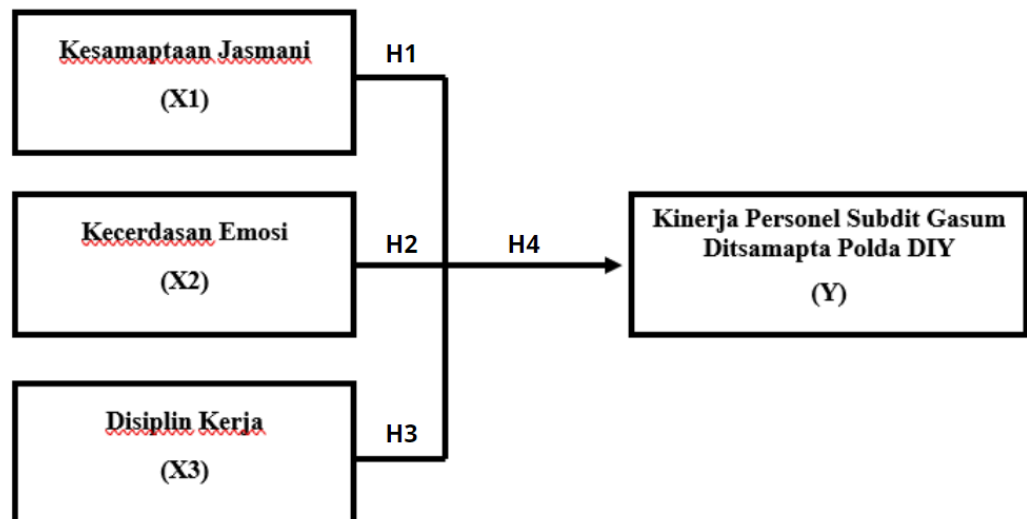 Kesamaptaan Jasmani
(X1)
H1
Kecerdasan Emosi
(X2)
H2
H4
Kinerja Personel Subdit Gasum
Ditsamapta Polda DIY
(Y)
Disiplin Kerja
(X3)
H3